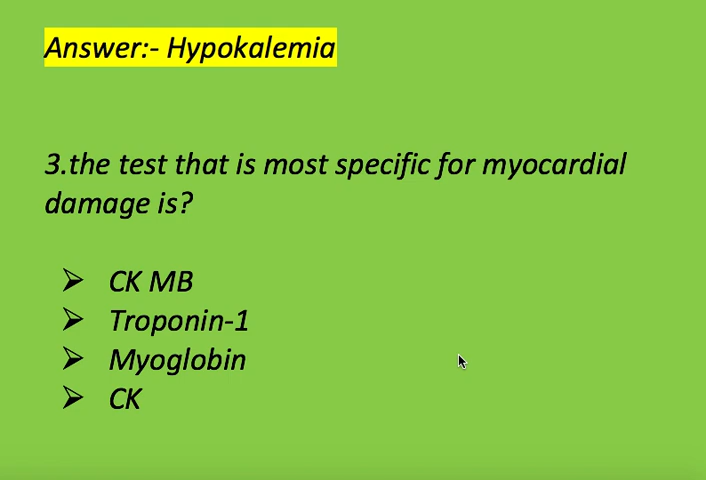 Answer:- Hypokalemia
3.the test that is most specific for myocardial
damage is?
➢ CK MB
➢ Troponin-1
➢ Myoglobin
➢ CK